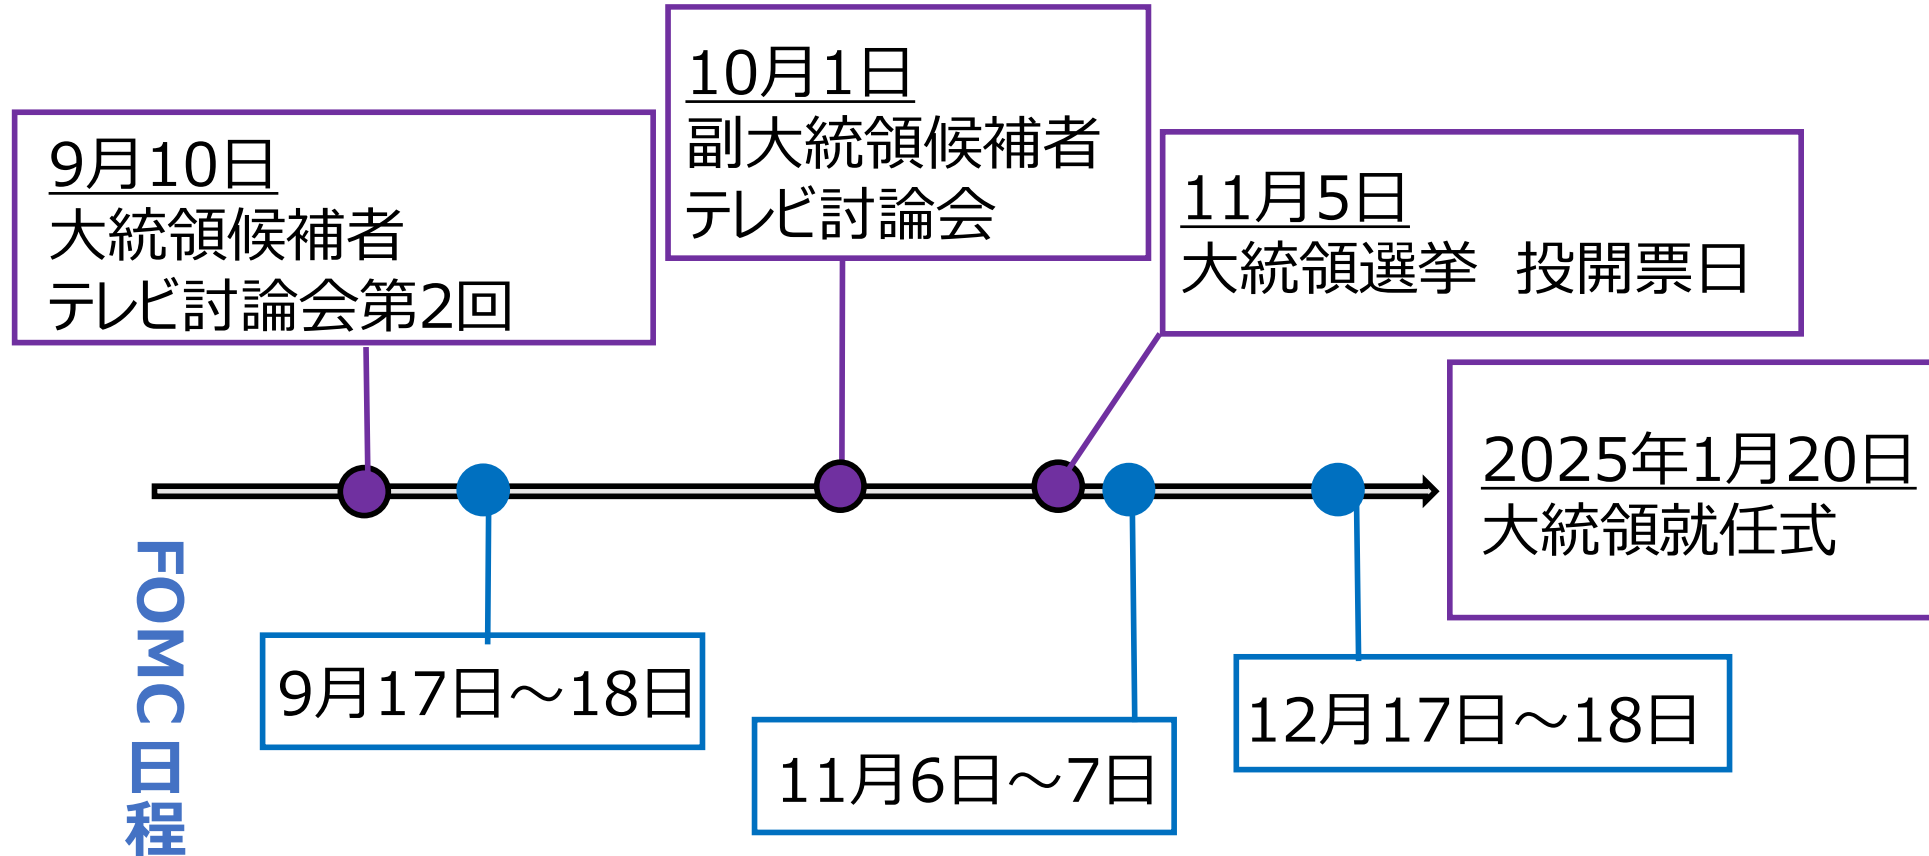 9月10日
大統領候補者
テレビ討論会第2回
10月1日
副大統領候補者
テレビ討論会
11月5日
大統領選挙　投開票日
2025年1月20日
大統領就任式
FOMC日程
9月17日～18日
11月6日～7日
12月17日～18日